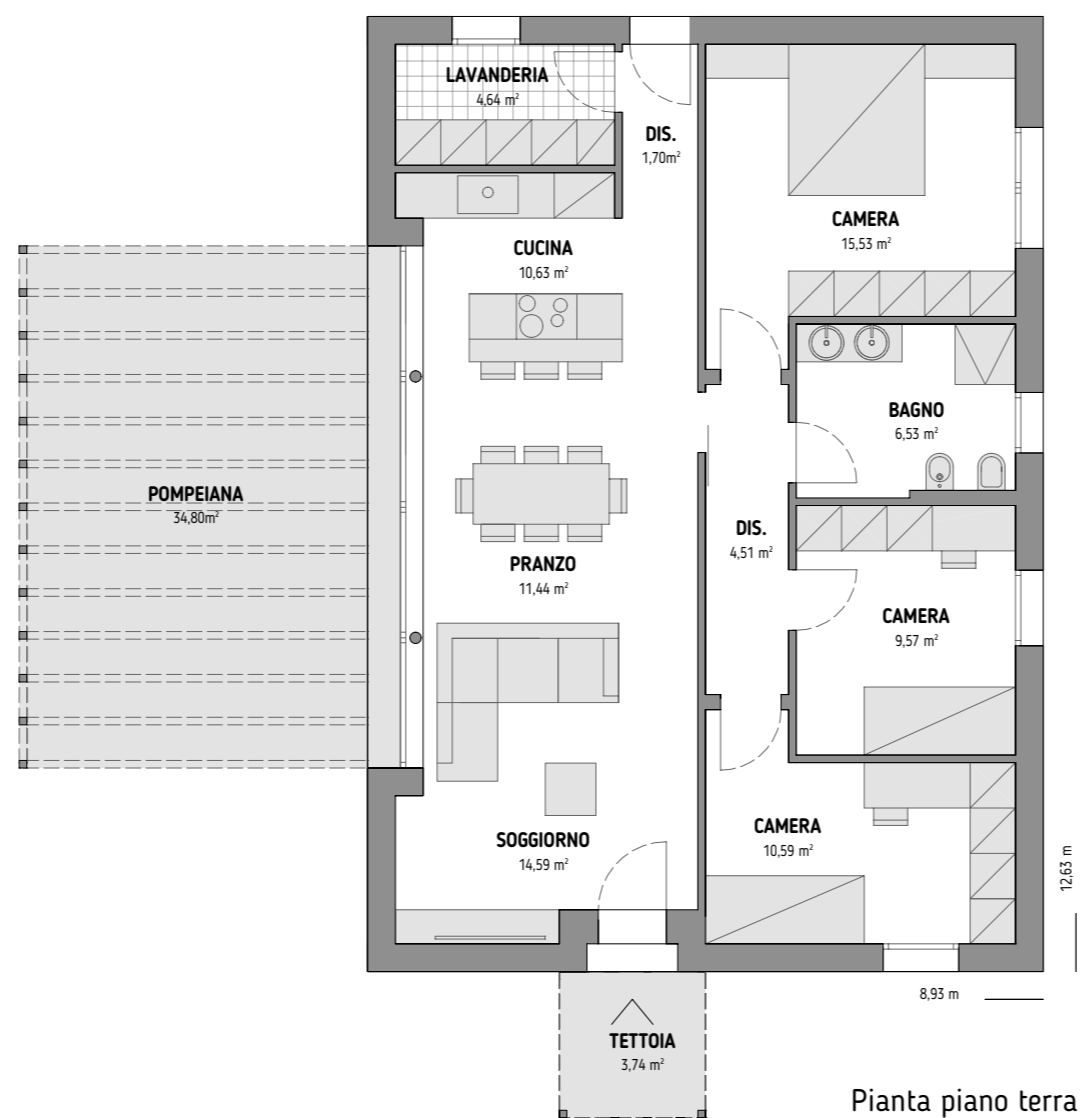 LAVANDERIA
4,64 m²
DIS.
1,70m²
CAMERA
15,53 m²
CUCINA
10,63 m²
BAGNO
6,53 m²
POMPEIANA
34,80m²
DIS.
4,51 m²
PRANZO
11,44 m²
CAMERA
9,57 m²
SOGGIORNO
14,59 m²
CAMERA
10,59 m²
12,63 m
8,93 m
TETTOIA
3,74 m²
Pianta piano terra